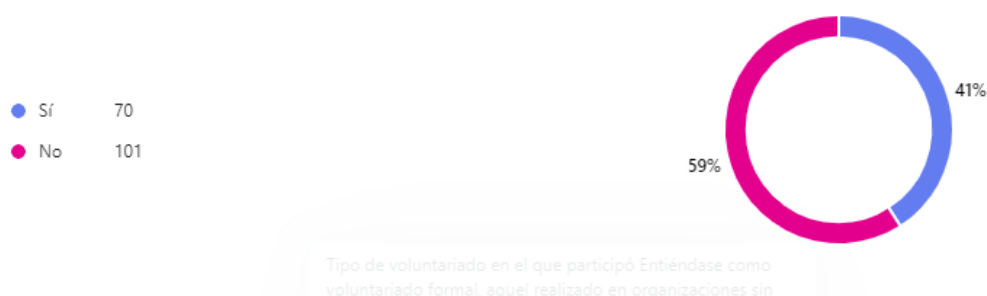 41%
Sí 70
No 101
59%
Tipo de voluntariado en el que participó Entiéndase como
voluntariado formal, aquel realizado en organizaciones sin